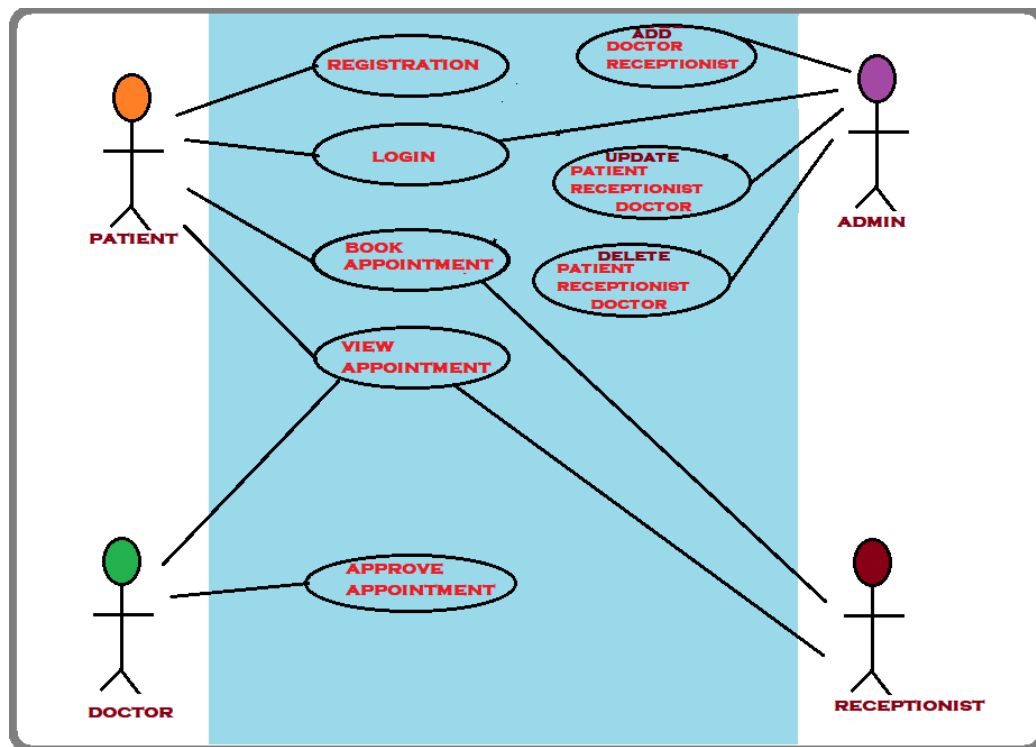 REGISTRATION
ADD
DOCTOR
RECEPTIONIST
LOGIN
UPDATE
PATIENT
RECEPTIONIST
DOCTOR
PATIENT
ADMIN
BOOK
APPOINTMENT
DELETE
PATIENT
RECEPTIONIST
DOCTOR
VIEW
APPOINTMENT
APPROVE
APPOINTMENT
DOCTOR
RECEPTIONIST